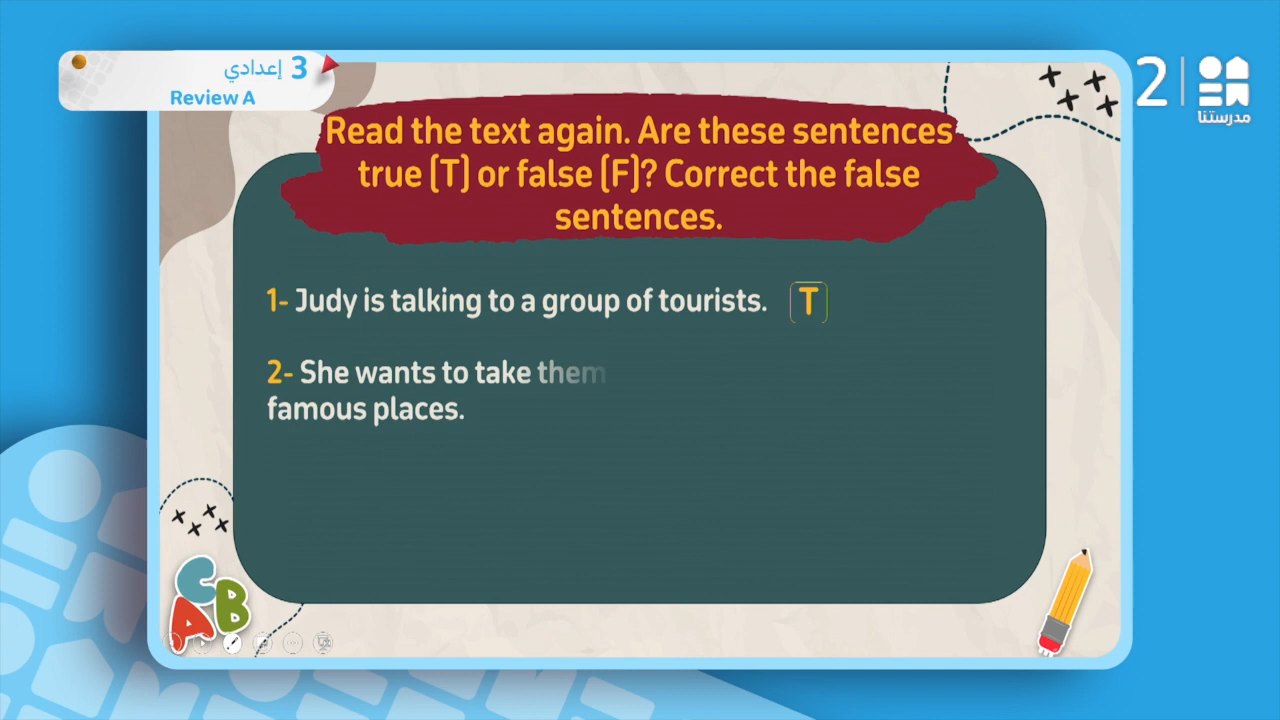 3 إعدادي
Review A
2
مدرستنا
Read the text again. Are these sentences
true (T) or false (F)? Correct the false
sentences.
1- Judy is talking to a group of tourists. T
2- She wants to take them
famous places.
C
A B